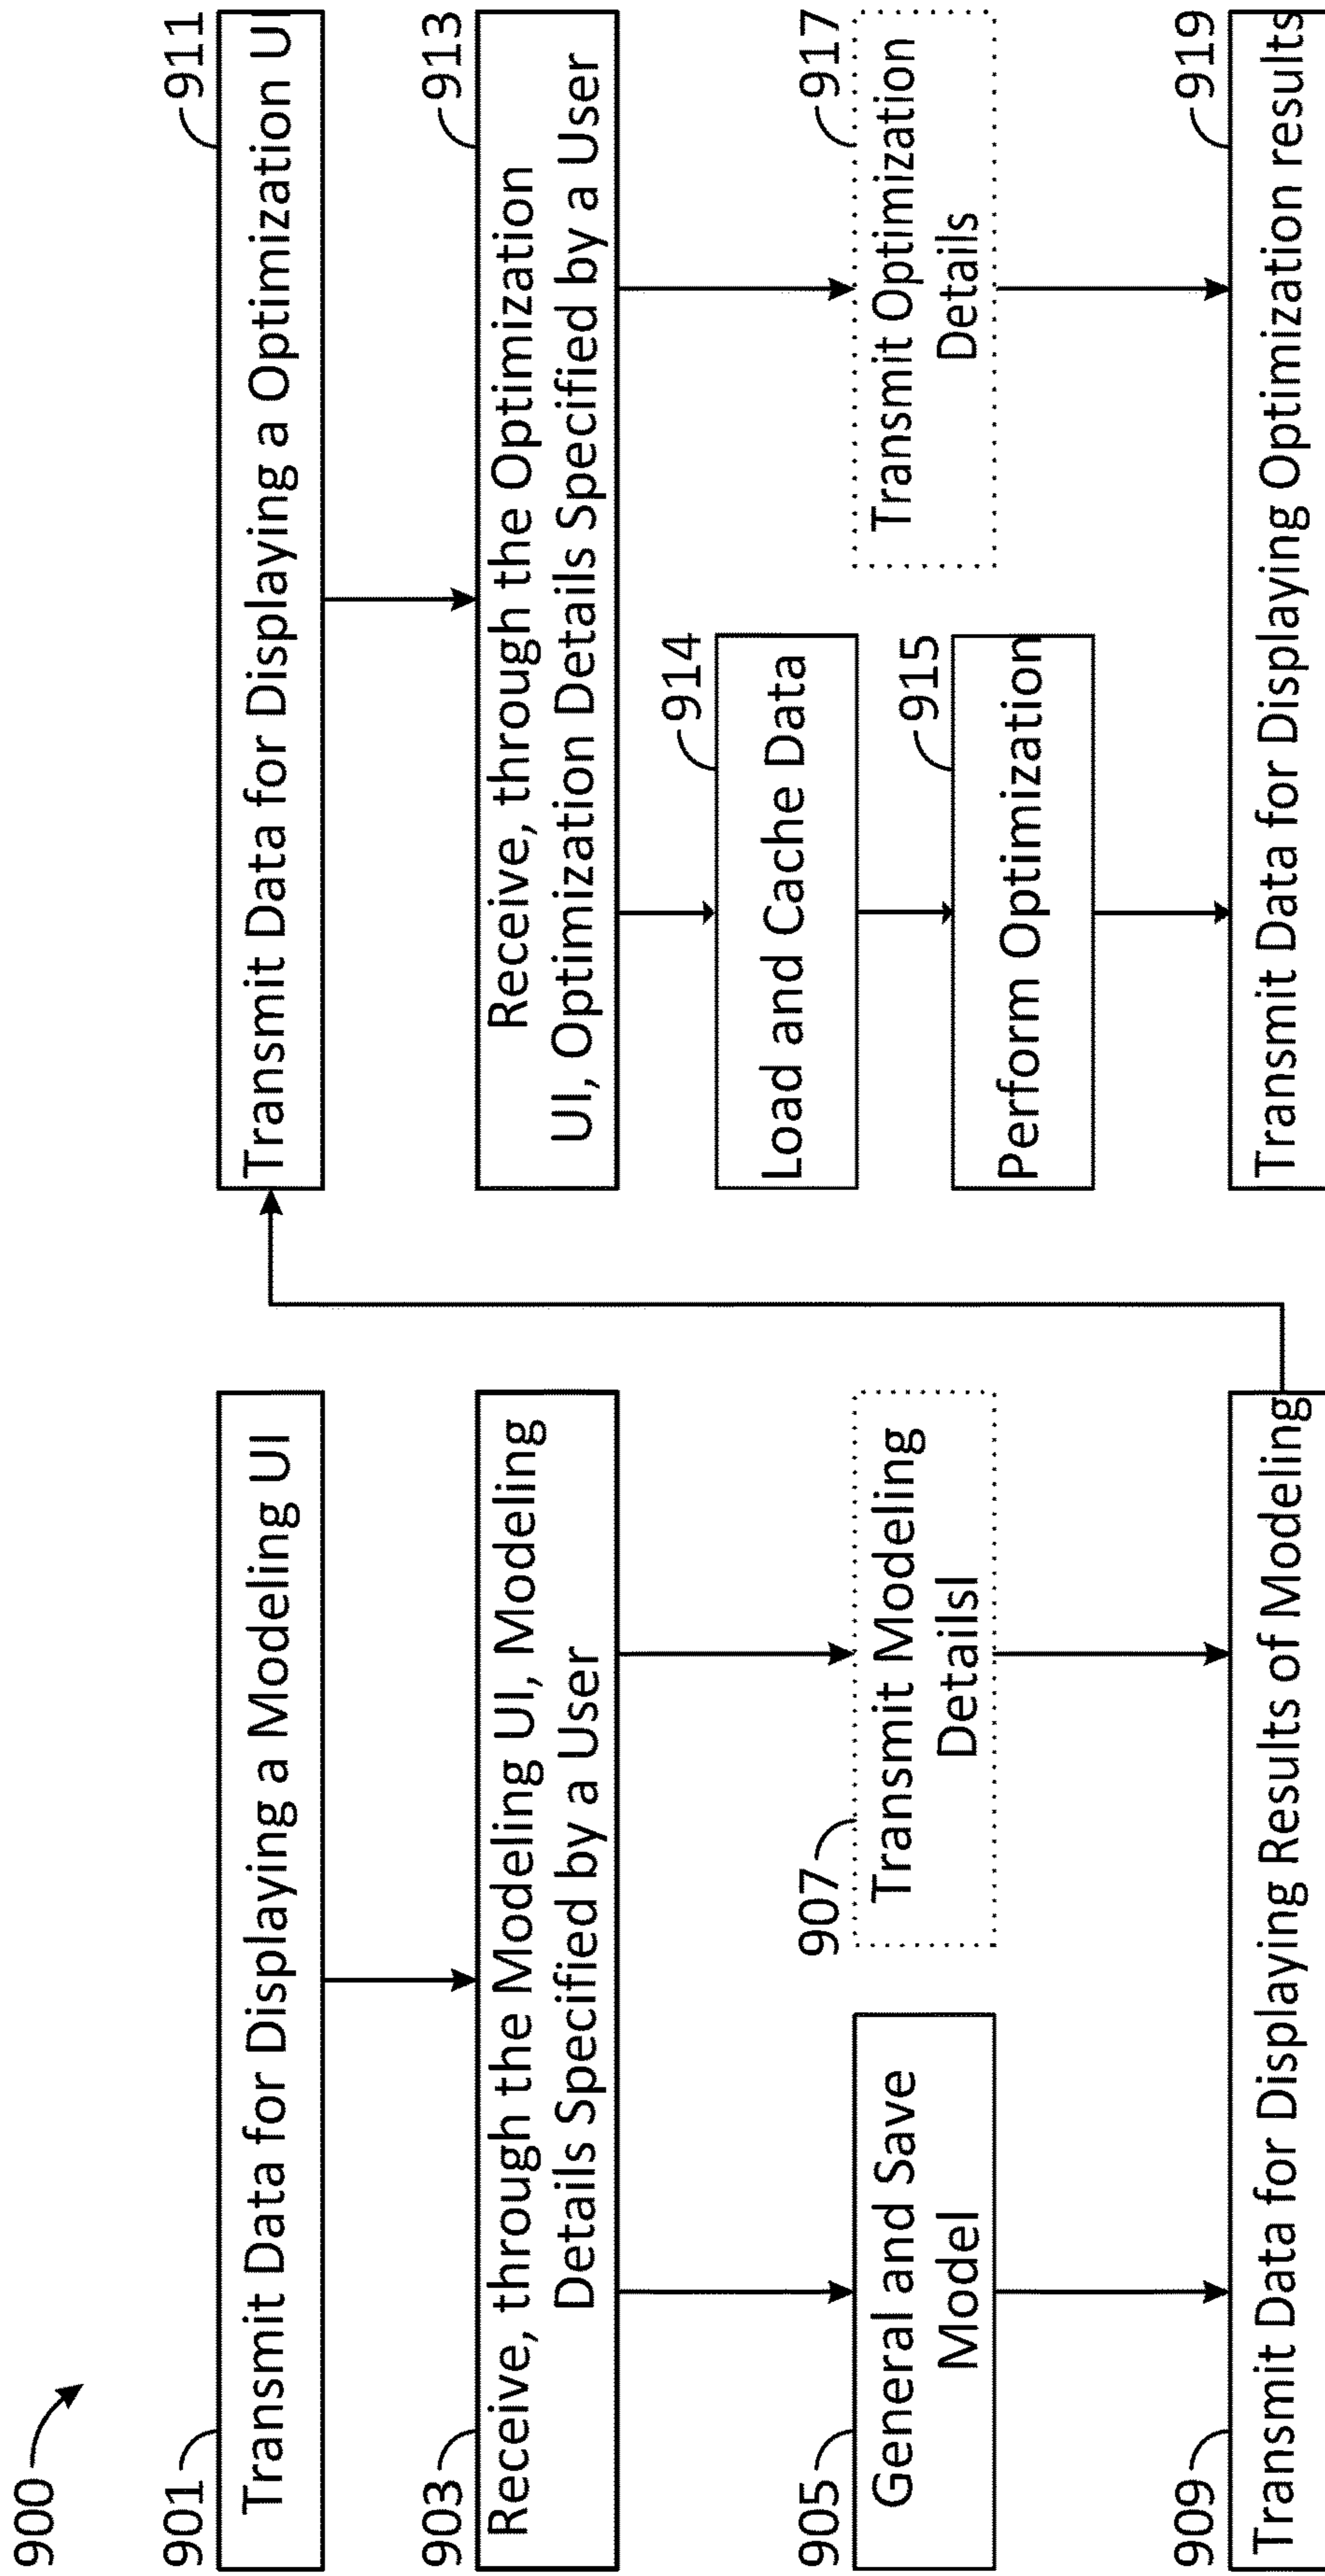 900
901
Transmit Data for Displaying a Modeling UI
903
Receive, through the Modeling UI, Modeling
Details Specified by a User
905
General and Save
Model
907
Transmit Modeling
Detailsl
909
Transmit Data for Displaying Results of Modeling
911
Transmit Data for Displaying a Optimization UI
913
Receive, through the Optimization
UI, Optimization Details Specified by a User
914
Load and Cache Data
915
Perform Optimization
917
Transmit Optimization
Details
919
Transmit Data for Displaying Optimization results